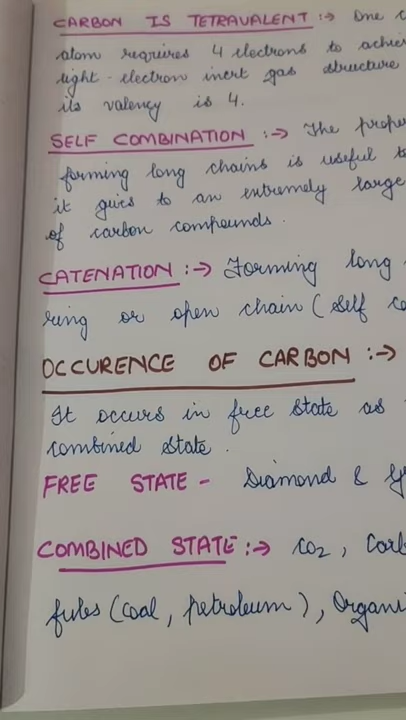 CARBON IS TETRAVALENT :→ One
atom requires 4 electrons to
eight-electron inert gas structure
its valency is 4.
SELF COMBINATION :→ The
forming long chains is useful
it gives to an extremely large
of carbon compounds.
CATENATION :→ Forming long
ring or open chain (self
OCCURENCE OF CARBON :→
It occurs in free state as
combined state.
FREE STATE - Diamond &
COMBINED STATE :→ CO2,
fules (coal, petroleum),